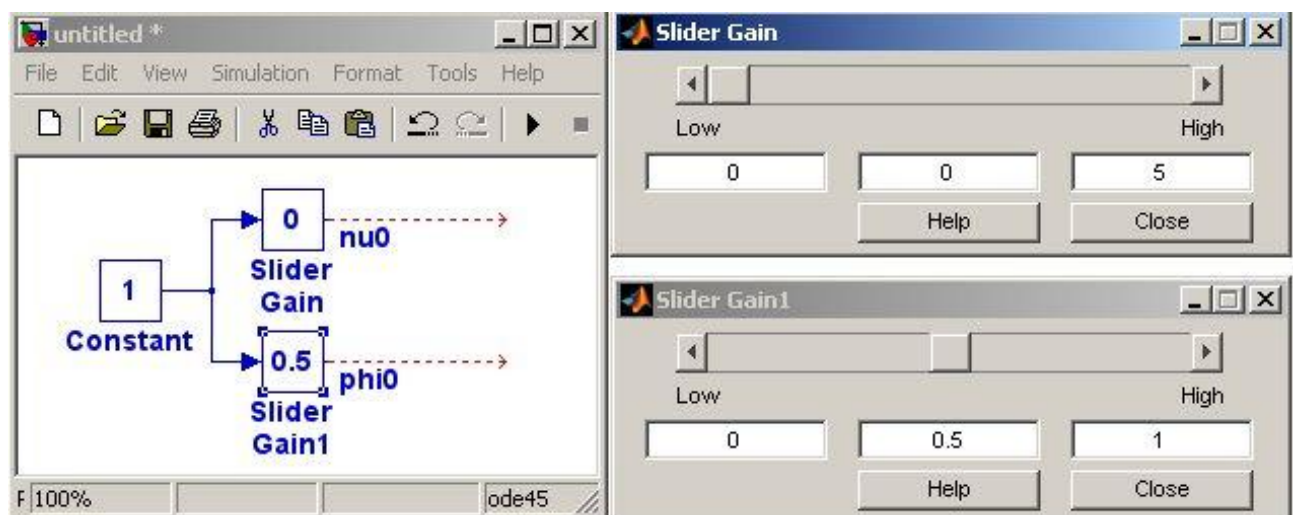 untitled *
File Edit View Simulation Format Tools Help
0
nu0
Slider
Gain
1
Constant
0.5
phi0
Slider
Gain1
F 100%
ode45
Slider Gain
Low High
0 0 5
Help Close
Slider Gain1
Low High
0 0.5 1
Help Close